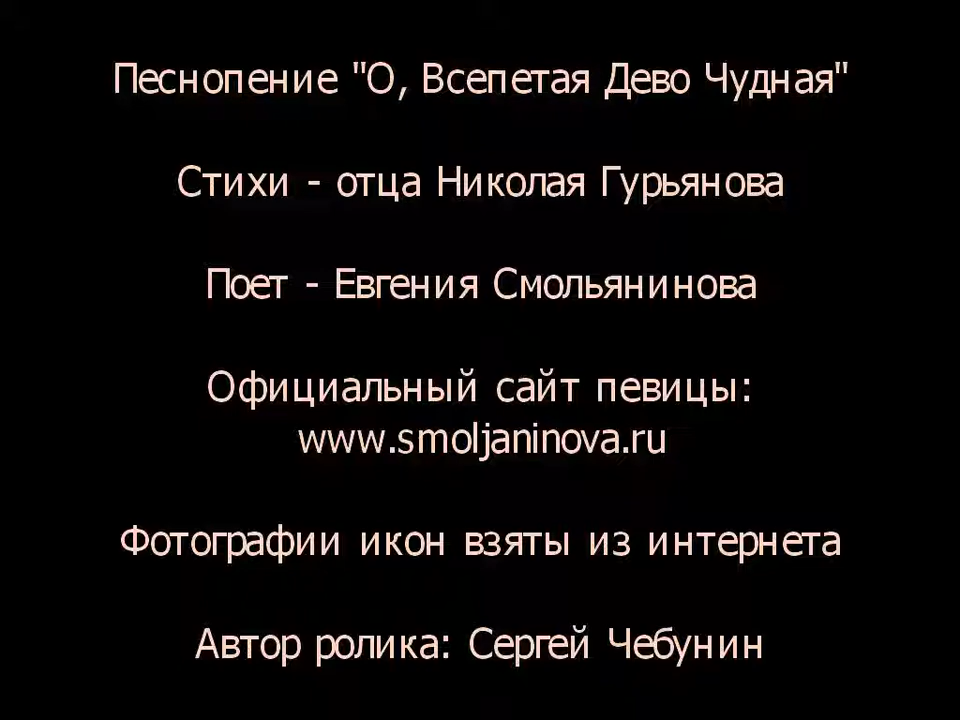 Песнопение "О, Всепетая Дево Чудная"
Стихи - отца Николая Гурьянова
Поет - Евгения Смольянинова
Официальный сайт певицы:
www.smoljaninova.ru
Фотографии икон взяты из интернета
Автор ролика: Сергей Чебунин